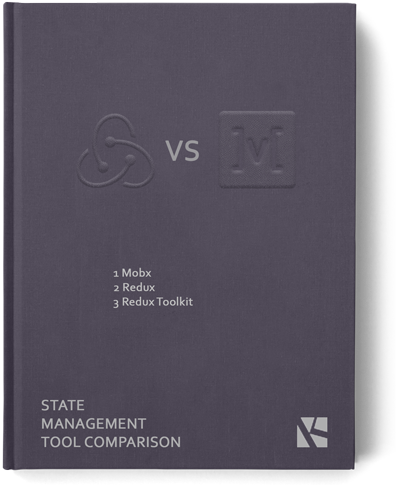 VS
[M]
1 Mobx
2 Redux
3 Redux Toolkit
STATE
MANAGEMENT
TOOL COMPARISON